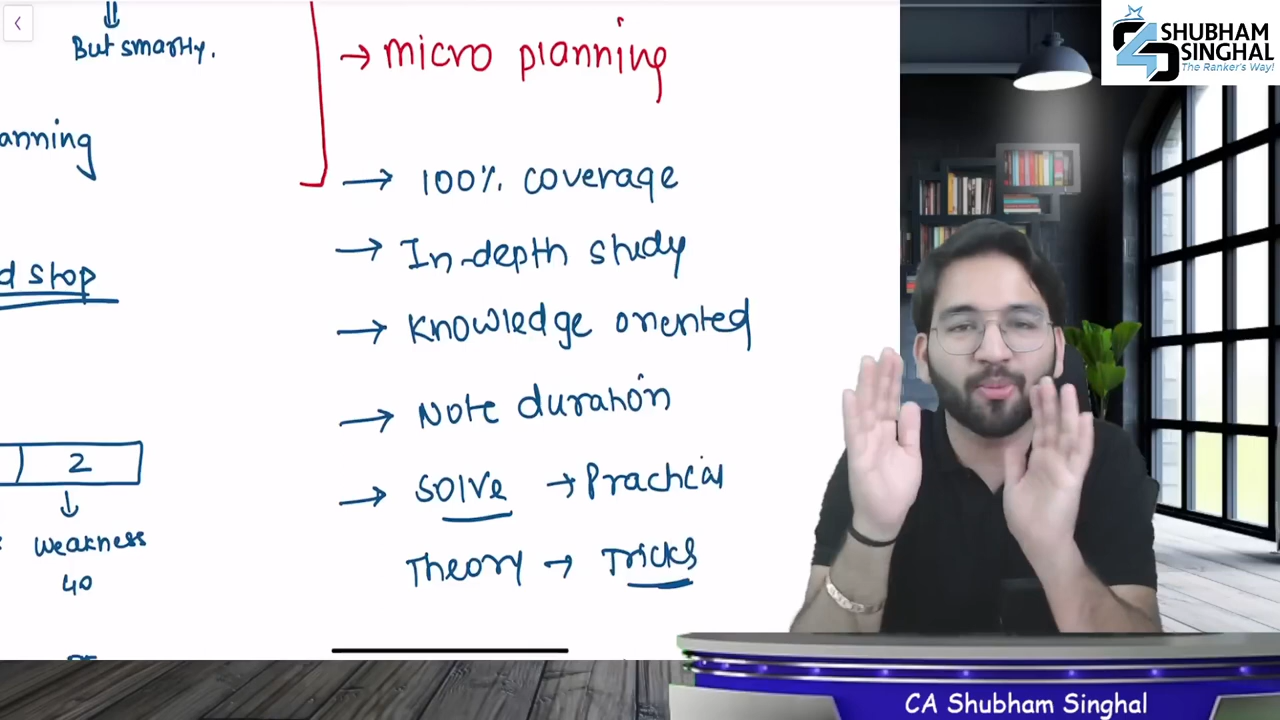 But smartly.
→ micro planning
anning
→ 100% coverage
→ In-depth study
d stop
→ Knowledge oriented
→ Note duration
2
→ Solve → Practical
weakness
Theory → Tricks
40
SHUBHAM
SINGHAL
The Ranker's Way!
CA Shubham Singhal